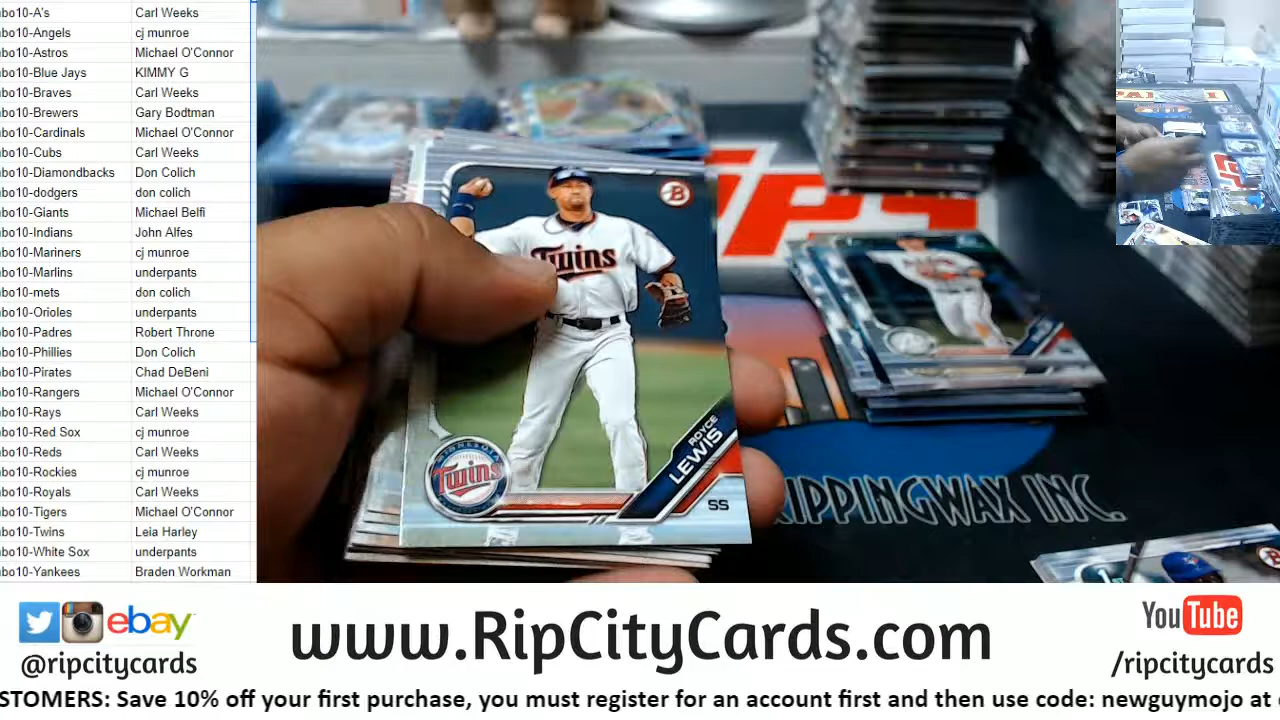 bo10-A's Carl Weeks
bo10-Angels cj munroe
bo10-Astros Michael O'Connor
bo10-Blue Jays KIMMY G
bo10-Braves Carl Weeks
bo10-Brewers Gary Bodtman
bo10-Cardinals Michael O'Connor
bo10-Cubs Carl Weeks
bo10-Diamondbacks Don Colich
bo10-dodgers don colich
bo10-Giants Michael Belfi
bo10-Indians John Alfes
bo10-Mariners cj munroe
bo10-Marlins underpants
bo10-mets don colich
bo10-Orioles underpants
bo10-Padres Robert Throne
bo10-Phillies Don Colich
bo10-Pirates Chad DeBeni
bo10-Rangers Michael O'Connor
bo10-Rays Carl Weeks
bo10-Red Sox cj munroe
bo10-Reds Carl Weeks
bo10-Rockies cj munroe
bo10-Royals Carl Weeks
bo10-Tigers Michael O'Connor
bo10-Twins Leia Harley
bo10-White Sox underpants
bo10-Yankees Braden Workman
B
Twins
ROYCE
LEWIS
SS
MINNESOTA
Twins
RIPPINGWAX INC.
ebay
@ripcitycards
www.RipCityCards.com
YouTube
/ripcitycards
STOMERS: Save 10% off your first purchase, you must register for an account first and then use code: newguymojo at